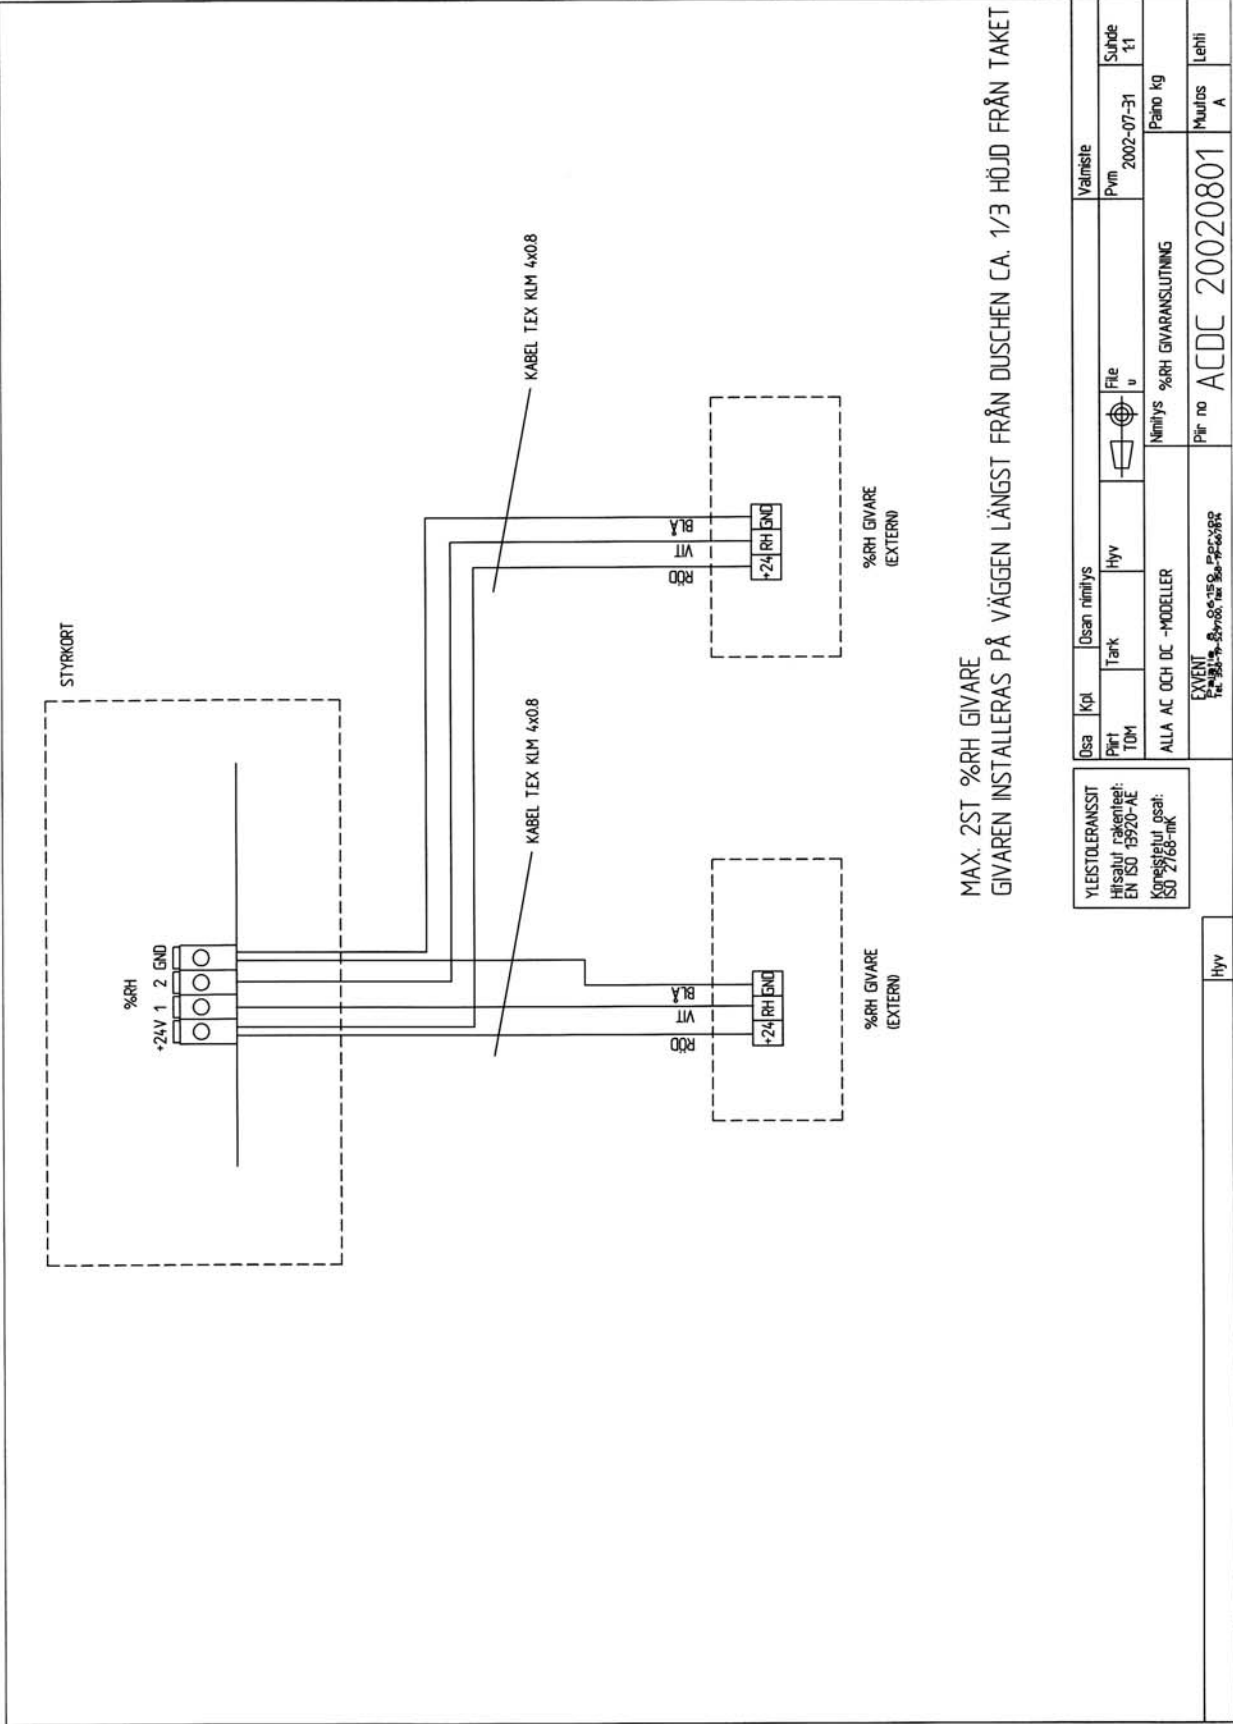 STYRKORT
%RH
+24V 1 2 GND
KABEL T.EX KLM 4x0.8
KABEL T.EX KLM 4x0.8
RÖD
VIT
BLÅ
RÖD
VIT
BLÅ
+24 RH GND
+24 RH GND
%RH GIVARE
(EXTERN)
%RH GIVARE
(EXTERN)
MAX. 2ST %RH GIVARE
GIVAREN INSTALLERAS PÅ VÄGGEN LÄNGST FRÅN DUSCHEN CA. 1/3 HÖJD FRÅN TAKET
YLEISTOLERANSSIT
Hitsatut rakenteet:
EN ISO 13920-AE
Koneistetut osat:
ISO 2768-mK
Osa Kpl Osan nimitys Valmiste
Piirt
TOM
Tark
Hyv
File
u
Pvm
2002-07-31
Suhde
1:1
ALLA AC OCH DC -MODELLER
Nimitys %RH GIVARANSLUTNING
Paino kg
EXVENT
06150
Piir no ACDC 20020801
Muutos
A
Lehti
Hyv